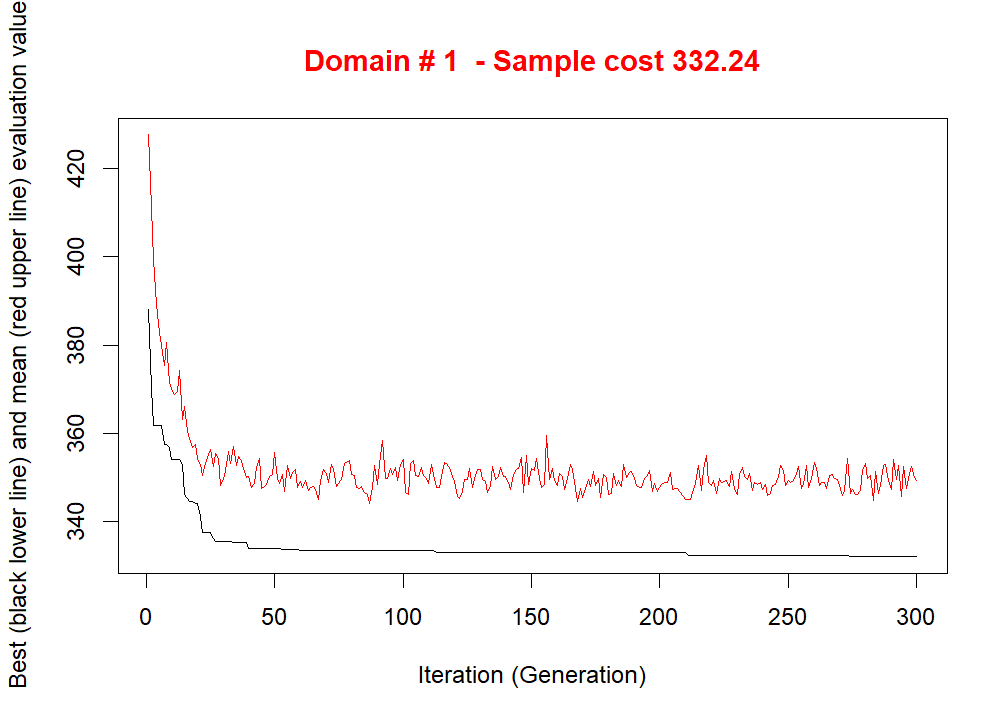 Domain # 1  - Sample cost 332.24
Best (black lower line) and mean (red upper line) evaluation value
420
400
380
360
340
0 50 100 150 200 250 300
Iteration (Generation)